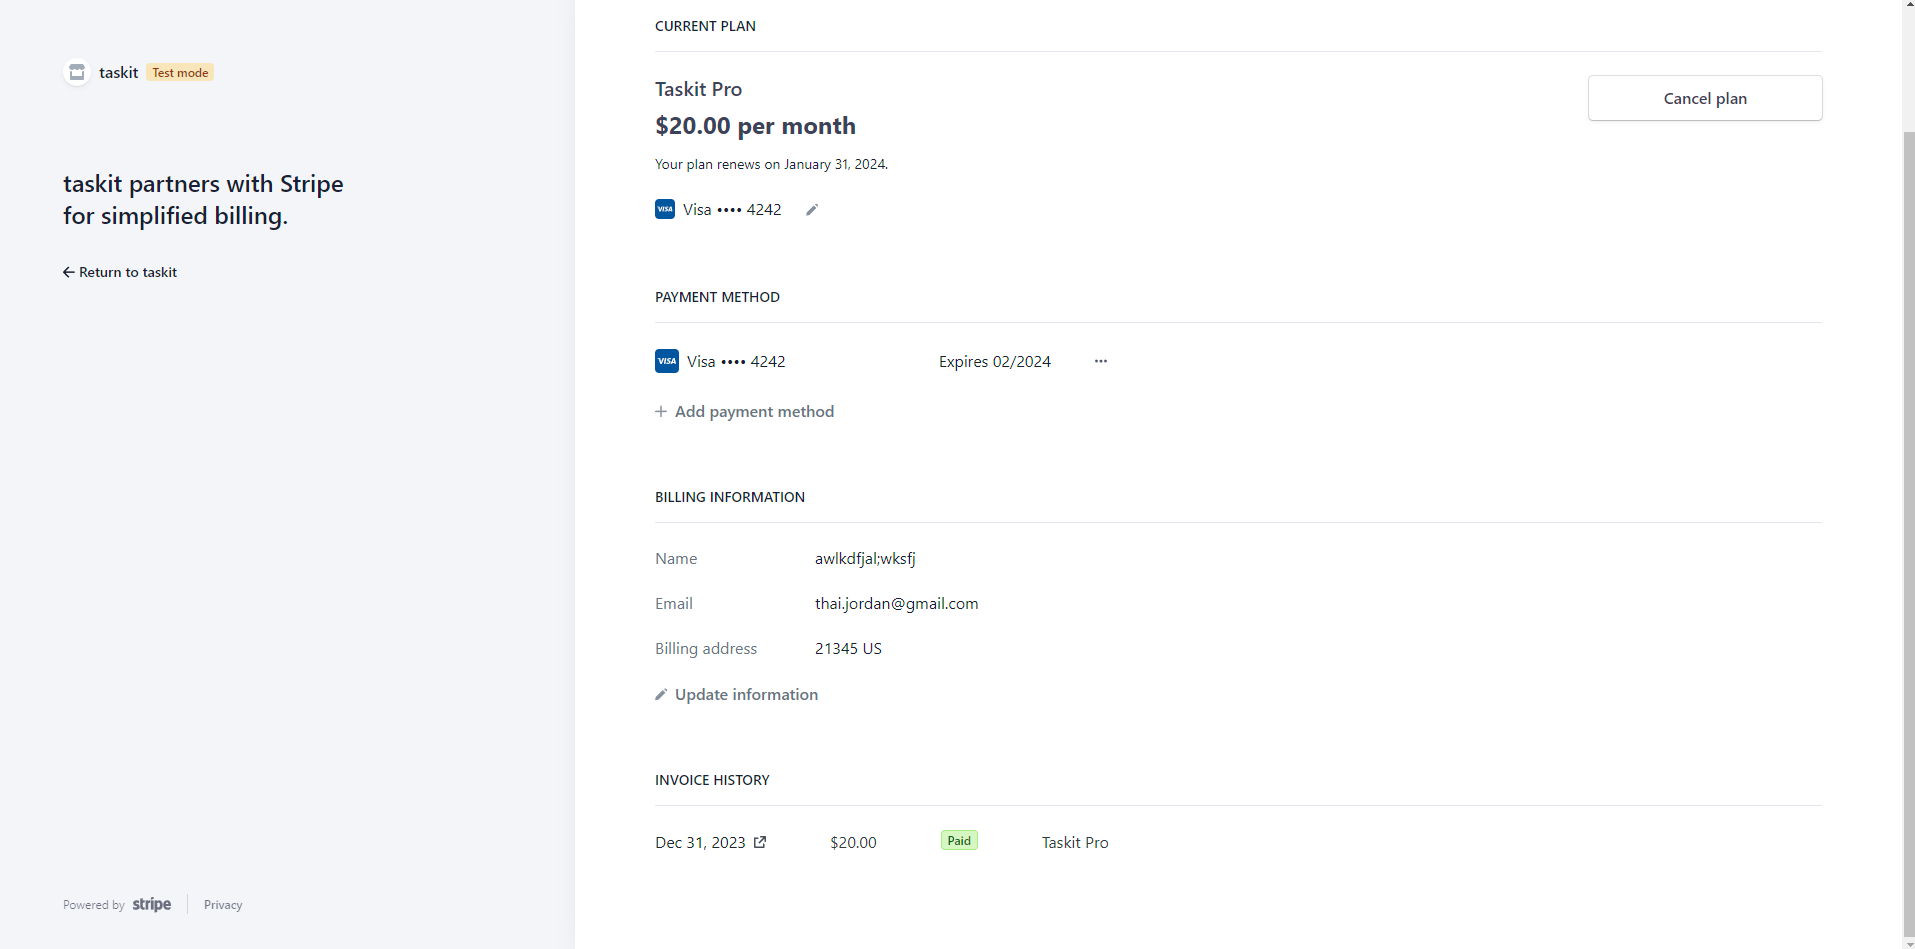 taskit Test mode
taskit partners with Stripe
for simplified billing.
Return to taskit
Powered by stripe Privacy
CURRENT PLAN
Taskit Pro
Cancel plan
$20.00 per month
Your plan renews on January 31, 2024.
VISA Visa •••• 4242
PAYMENT METHOD
VISA Visa •••• 4242 Expires 02/2024 •••
+ Add payment method
BILLING INFORMATION
Name awlkdfjal;wksfj
Email thai.jordan@gmail.com
Billing address 21345 US
Update information
INVOICE HISTORY
Dec 31, 2023 $20.00 Paid Taskit Pro